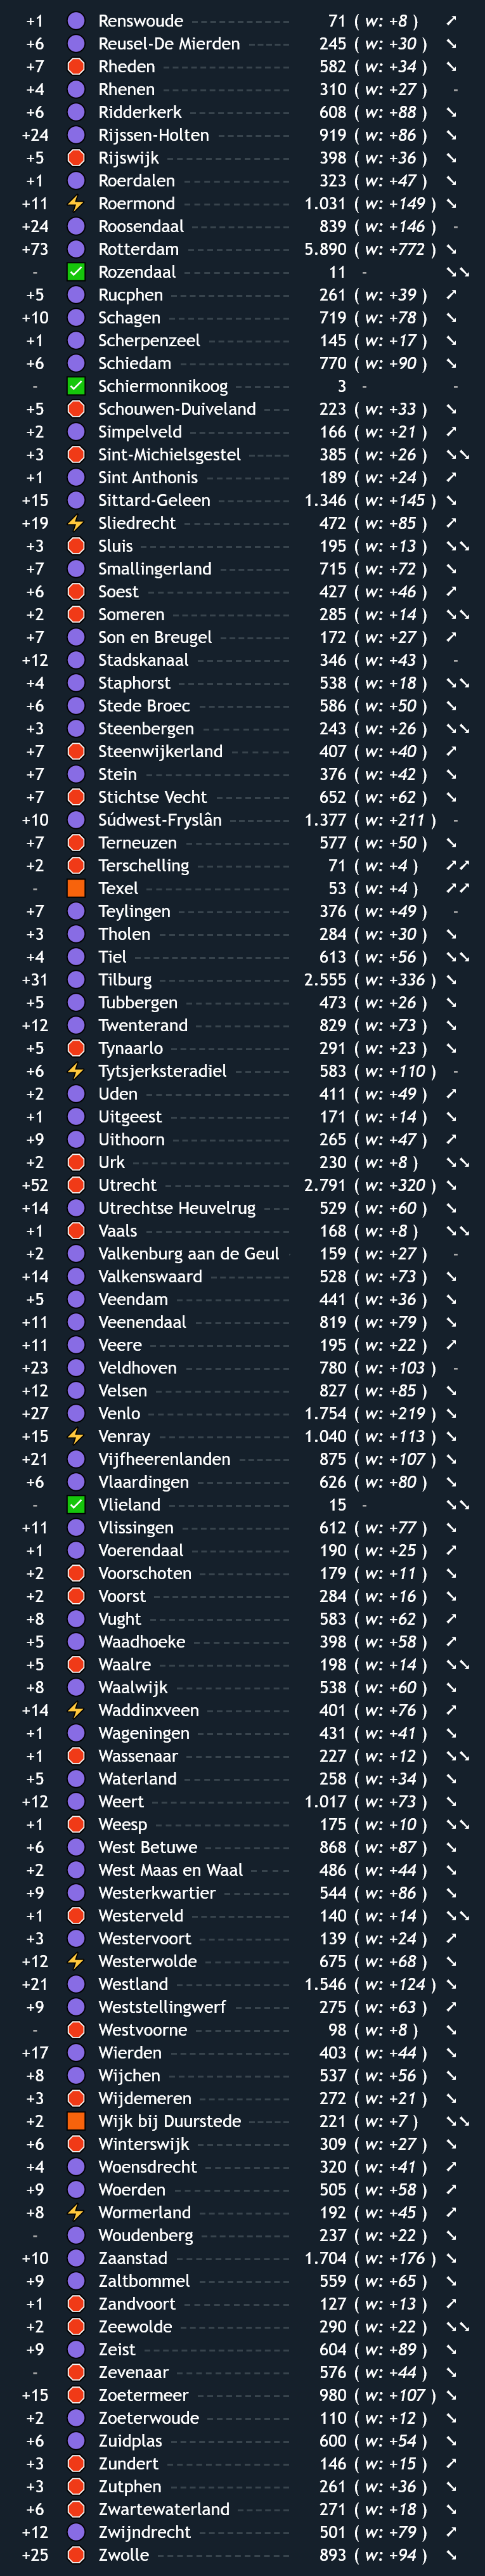 +1 Renswoude 71 ( w: +8 )
+6 Reusel-De Mierden 245 ( w: +30 )
+7 Rheden 582 ( w: +34 )
+4 Rhenen 310 ( w: +27 ) -
+6 Ridderkerk 608 ( w: +88 )
+24 Rijssen-Holten 919 ( w: +86 )
+5 Rijswijk 398 ( w: +36 )
+1 Roerdalen 323 ( w: +47 )
+11 Roermond 1.031 ( w: +149 )
+24 Roosendaal 839 ( w: +146 ) -
+73 Rotterdam 5.890 ( w: +772 )
- Rozendaal 11 -
+5 Rucphen 261 ( w: +39 )
+10 Schagen 719 ( w: +78 )
+1 Scherpenzeel 145 ( w: +17 )
+6 Schiedam 770 ( w: +90 )
- Schiermonnikoog 3 - -
+5 Schouwen-Duiveland 223 ( w: +33 )
+2 Simpelveld 166 ( w: +21 )
+3 Sint-Michielsgestel 385 ( w: +26 )
+1 Sint Anthonis 189 ( w: +24 )
+15 Sittard-Geleen 1.346 ( w: +145 )
+19 Sliedrecht 472 ( w: +85 )
+3 Sluis 195 ( w: +13 )
+7 Smallingerland 715 ( w: +72 )
+6 Soest 427 ( w: +46 )
+2 Someren 285 ( w: +14 )
+7 Son en Breugel 172 ( w: +27 )
+12 Stadskanaal 346 ( w: +43 ) -
+4 Staphorst 538 ( w: +18 )
+6 Stede Broec 586 ( w: +50 )
+3 Steenbergen 243 ( w: +26 )
+7 Steenwijkerland 407 ( w: +40 )
+7 Stein 376 ( w: +42 )
+7 Stichtse Vecht 652 ( w: +62 )
+10 Súdwest-Fryslân 1.377 ( w: +211 ) -
+7 Terneuzen 577 ( w: +50 )
+2 Terschelling 71 ( w: +4 )
- Texel 53 ( w: +4 )
+7 Teylingen 376 ( w: +49 ) -
+3 Tholen 284 ( w: +30 )
+4 Tiel 613 ( w: +56 )
+31 Tilburg 2.555 ( w: +336 )
+5 Tubbergen 473 ( w: +26 )
+12 Twenterand 829 ( w: +73 )
+5 Tynaarlo 291 ( w: +23 )
+6 Tytsjerksteradiel 583 ( w: +110 ) -
+2 Uden 411 ( w: +49 )
+1 Uitgeest 171 ( w: +14 )
+9 Uithoorn 265 ( w: +47 )
+2 Urk 230 ( w: +8 )
+52 Utrecht 2.791 ( w: +320 )
+14 Utrechtse Heuvelrug 529 ( w: +60 )
+1 Vaals 168 ( w: +8 )
+2 Valkenburg aan de Geul 159 ( w: +27 ) -
+14 Valkenswaard 528 ( w: +73 )
+5 Veendam 441 ( w: +36 )
+11 Veenendaal 819 ( w: +79 )
+11 Veere 195 ( w: +22 )
+23 Veldhoven 780 ( w: +103 ) -
+12 Velsen 827 ( w: +85 )
+27 Venlo 1.754 ( w: +219 )
+15 Venray 1.040 ( w: +113 )
+21 Vijfheerenlanden 875 ( w: +107 )
+6 Vlaardingen 626 ( w: +80 )
- Vlieland 15 -
+11 Vlissingen 612 ( w: +77 )
+1 Voerendaal 190 ( w: +25 )
+2 Voorschoten 179 ( w: +11 )
+2 Voorst 284 ( w: +16 )
+8 Vught 583 ( w: +62 )
+5 Waadhoeke 398 ( w: +58 )
+5 Waalre 198 ( w: +14 )
+8 Waalwijk 538 ( w: +60 )
+14 Waddinxveen 401 ( w: +76 )
+1 Wageningen 431 ( w: +41 )
+1 Wassenaar 227 ( w: +12 )
+5 Waterland 258 ( w: +34 )
+12 Weert 1.017 ( w: +73 )
+1 Weesp 175 ( w: +10 )
+6 West Betuwe 868 ( w: +87 )
+2 West Maas en Waal 486 ( w: +44 )
+9 Westerkwartier 544 ( w: +86 )
+1 Westerveld 140 ( w: +14 )
+3 Westervoort 139 ( w: +24 )
+12 Westerwolde 675 ( w: +68 )
+21 Westland 1.546 ( w: +124 )
+9 Weststellingwerf 275 ( w: +63 )
- Westvoorne 98 ( w: +8 )
+17 Wierden 403 ( w: +44 )
+8 Wijchen 537 ( w: +56 )
+3 Wijdemeren 272 ( w: +21 )
+2 Wijk bij Duurstede 221 ( w: +7 )
+6 Winterswijk 309 ( w: +27 )
+4 Woensdrecht 320 ( w: +41 )
+9 Woerden 505 ( w: +58 )
+8 Wormerland 192 ( w: +45 )
- Woudenberg 237 ( w: +22 )
+10 Zaanstad 1.704 ( w: +176 )
+9 Zaltbommel 559 ( w: +65 )
+1 Zandvoort 127 ( w: +13 )
+2 Zeewolde 290 ( w: +22 )
+9 Zeist 604 ( w: +89 )
- Zevenaar 576 ( w: +44 )
+15 Zoetermeer 980 ( w: +107 )
+2 Zoeterwoude 110 ( w: +12 )
+6 Zuidplas 600 ( w: +54 )
+3 Zundert 146 ( w: +15 )
+3 Zutphen 261 ( w: +36 )
+6 Zwartewaterland 271 ( w: +18 )
+12 Zwijndrecht 501 ( w: +79 )
+25 Zwolle 893 ( w: +94 )